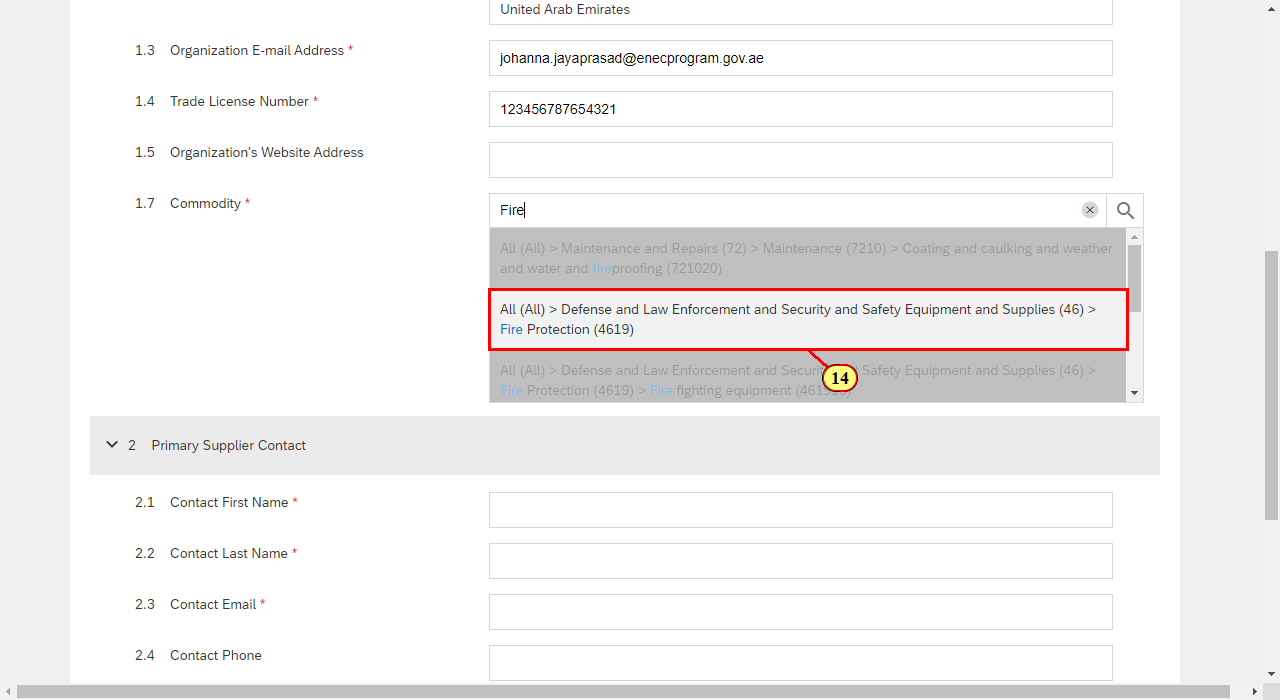 United Arab Emirates
1.3 Organization E-mail Address *
johanna.jayaprasad@enecprogram.gov.ae
1.4 Trade License Number *
123456787654321
1.5 Organization's Website Address
1.7 Commodity *
Fire
All (All) > Maintenance and Repairs (72) > Maintenance (7210) > Coating and caulking and weather
and water and fireproofing (721020)
All (All) > Defense and Law Enforcement and Security and Safety Equipment and Supplies (46) >
Fire Protection (4619)
All (All) > Defense and Law Enforcement and Security Safety Equipment and Supplies (46) >
14
Fire Protection (4619) > Fire fighting equipment
2 Primary Supplier Contact
2.1 Contact First Name *
2.2 Contact Last Name *
2.3 Contact Email *
2.4 Contact Phone